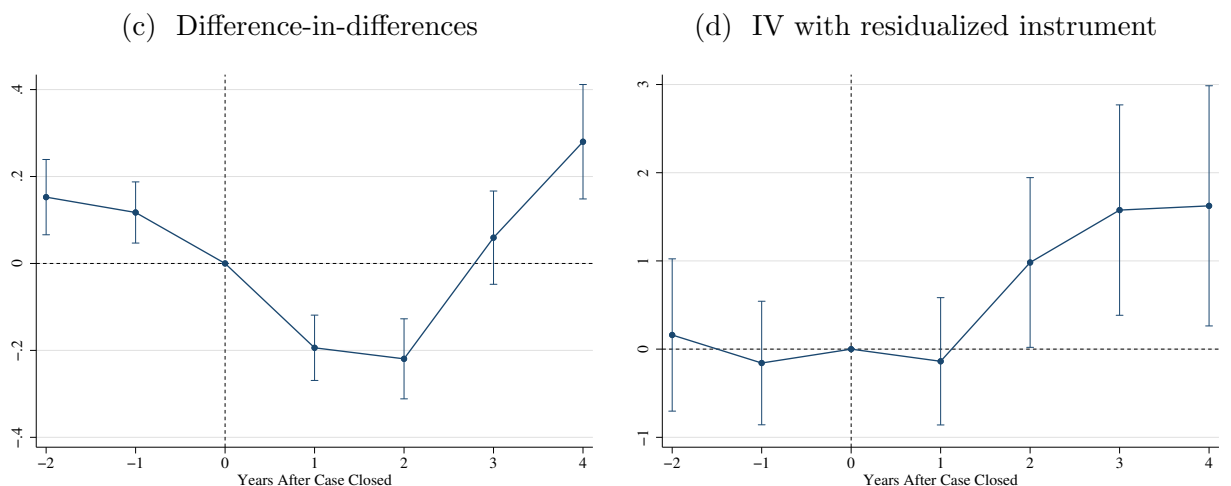 (c) Difference-in-differences
.4
.2
0
-.2
-.4
-2 -1 0 1 2 3 4
Years After Case Closed
(d) IV with residualized instrument
3
2
1
0
-1
-2 -1 0 1 2 3 4
Years After Case Closed